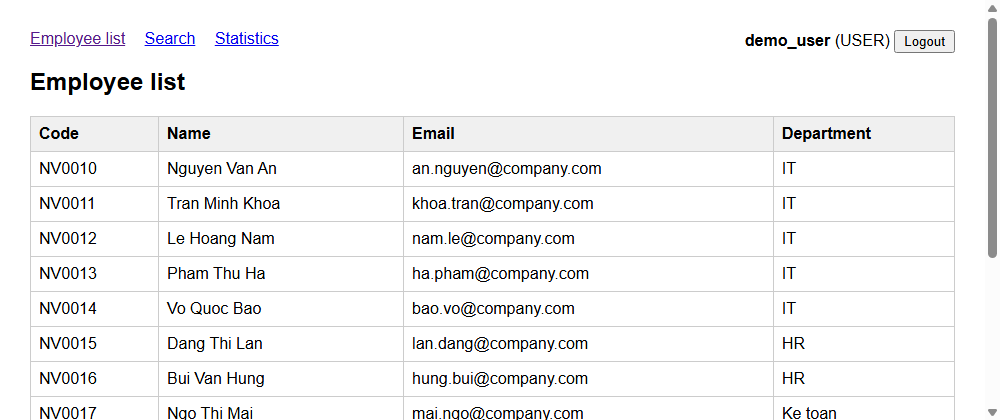 Employee list Search Statistics demo_user (USER) Logout
Employee list
Code Name Email Department
NV0010 Nguyen Van An an.nguyen@company.com IT
NV0011 Tran Minh Khoa khoa.tran@company.com IT
NV0012 Le Hoang Nam nam.le@company.com IT
NV0013 Pham Thu Ha ha.pham@company.com IT
NV0014 Vo Quoc Bao bao.vo@company.com IT
NV0015 Dang Thi Lan lan.dang@company.com HR
NV0016 Bui Van Hung hung.bui@company.com HR
NV0017 Ngo Thi Mai mai.ngo@company.com Ke toan